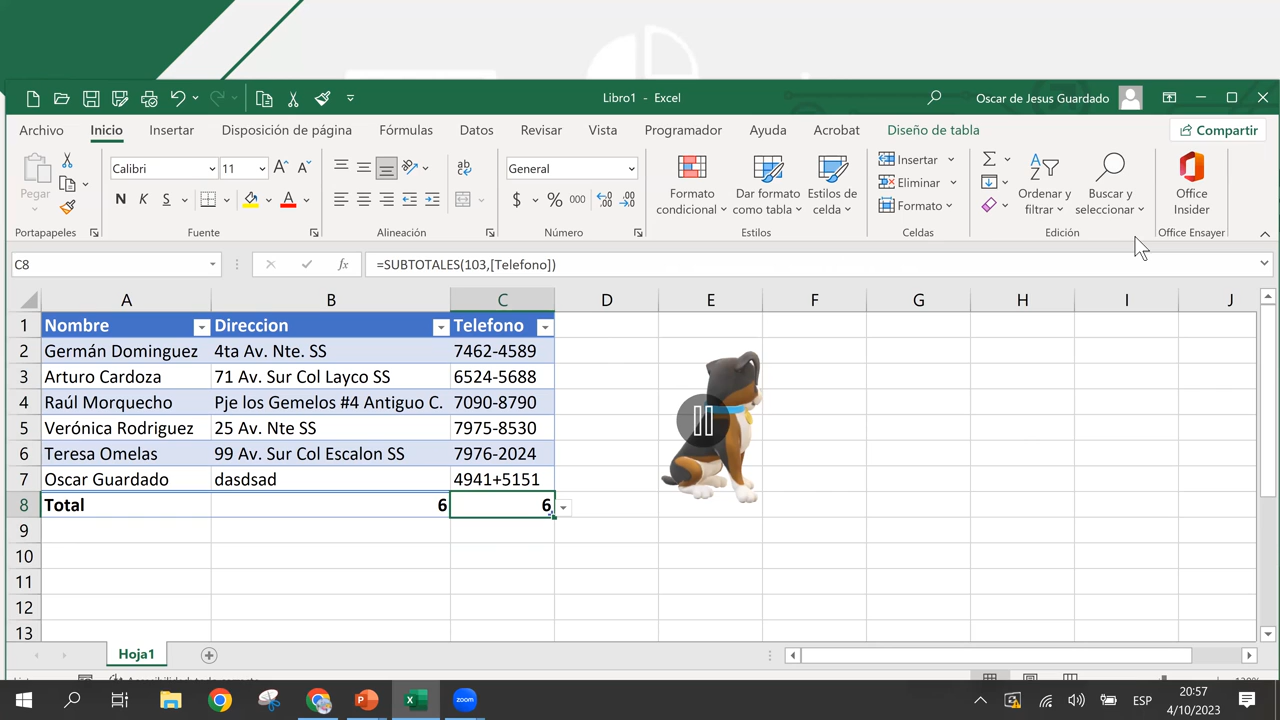 Libro1 - Excel
Oscar de Jesus Guardado
Archivo Inicio Insertar Disposición de página Fórmulas Datos Revisar Vista Programador Ayuda Acrobat Diseño de tabla Compartir
Pegar
Calibri 11
N K S
General
$ % 000
Formato condicional
Dar formato como tabla
Estilos de celda
Insertar
Eliminar
Formato
Ordenar y filtrar
Buscar y seleccionar
Office Insider
Portapapeles Fuente Alineación Número Estilos Celdas Edición Office Ensayer
C8 fx =SUBTOTALES(103,[Telefono])
A B C D E F G H I J
1 Nombre Direccion Telefono
2 Germán Dominguez 4ta Av. Nte. SS 7462-4589
3 Arturo Cardoza 71 Av. Sur Col Layco SS 6524-5688
4 Raúl Morquecho Pje los Gemelos #4 Antiguo C. 7090-8790
5 Verónica Rodriguez 25 Av. Nte SS 7975-8530
6 Teresa Omelas 99 Av. Sur Col Escalon SS 7976-2024
7 Oscar Guardado dasdsad 4941+5151
8 Total 6 6
9
10
11
12
13
Hoja1
zoom
ESP
20:57
4/10/2023